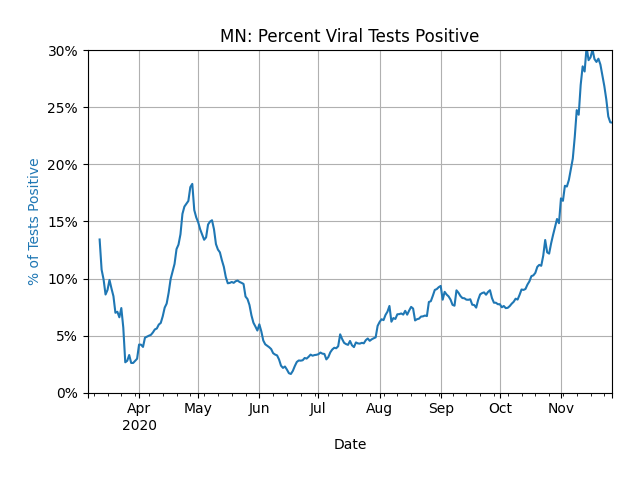 MN: Percent Viral Tests Positive
30%
25%
20%
15%
10%
5%
0%
% of Tests Positive
Apr May Jun Jul Aug Sep Oct Nov
2020
Date